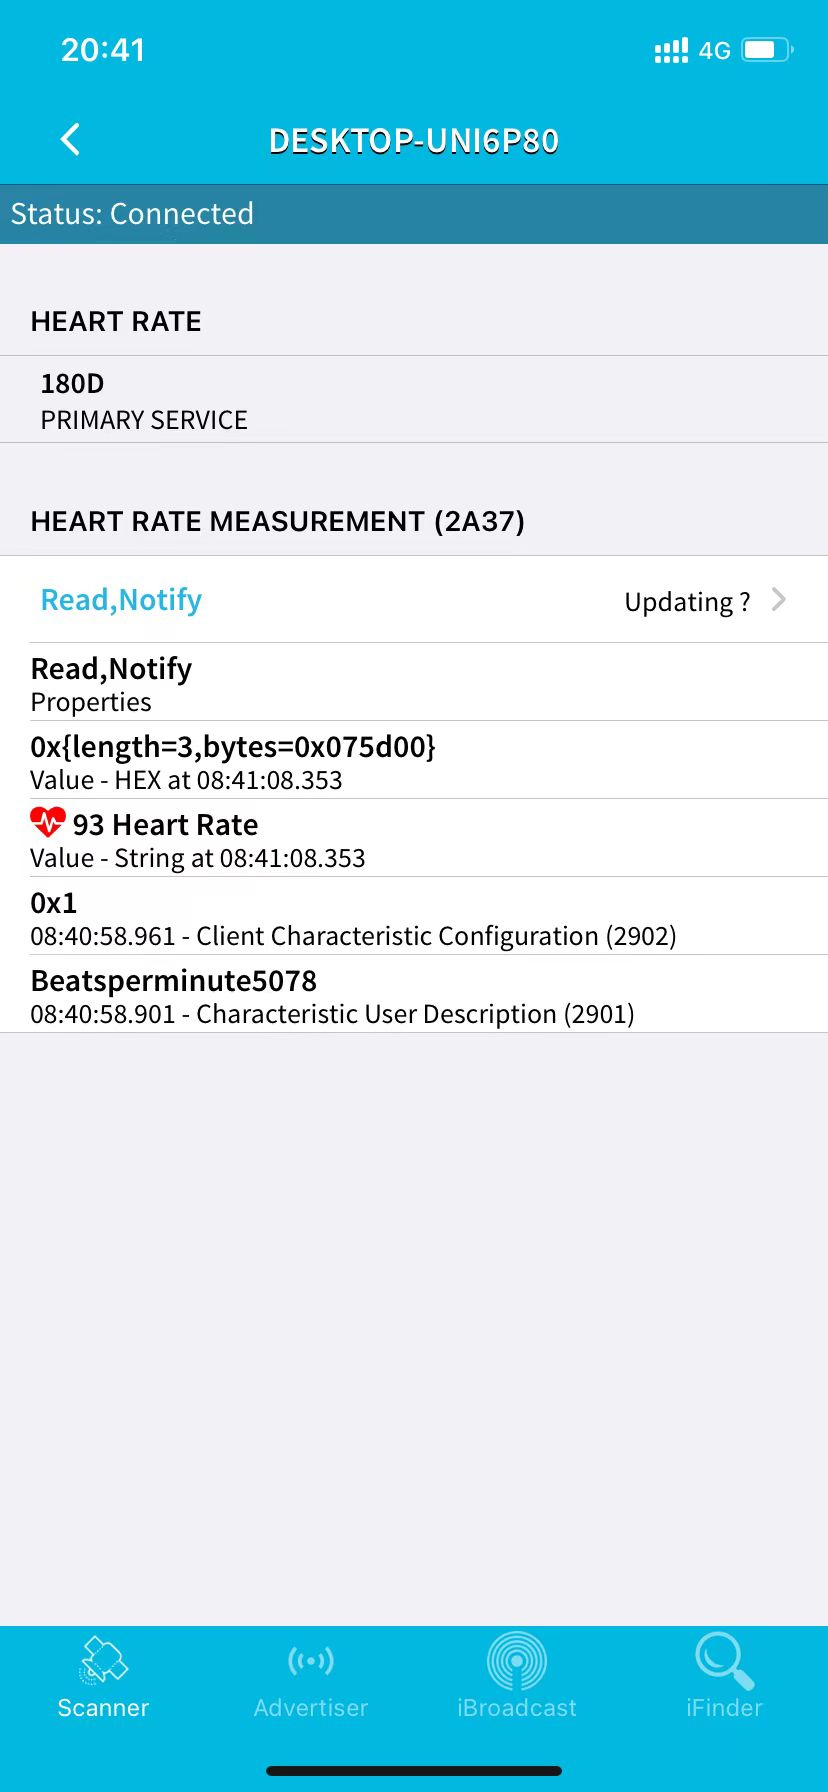 20:41
4G
DESKTOP-UNI6P80
Status: Connected
HEART RATE
180D
PRIMARY SERVICE
HEART RATE MEASUREMENT (2A37)
Read,Notify
Updating ?
Read,Notify
Properties
0x{length=3,bytes=0x075d00}
Value - HEX at 08:41:08.353
93 Heart Rate
Value - String at 08:41:08.353
0x1
08:40:58.961 - Client Characteristic Configuration (2902)
Beatsperminute5078
08:40:58.901 - Characteristic User Description (2901)
Scanner
Advertiser
iBroadcast
iFinder